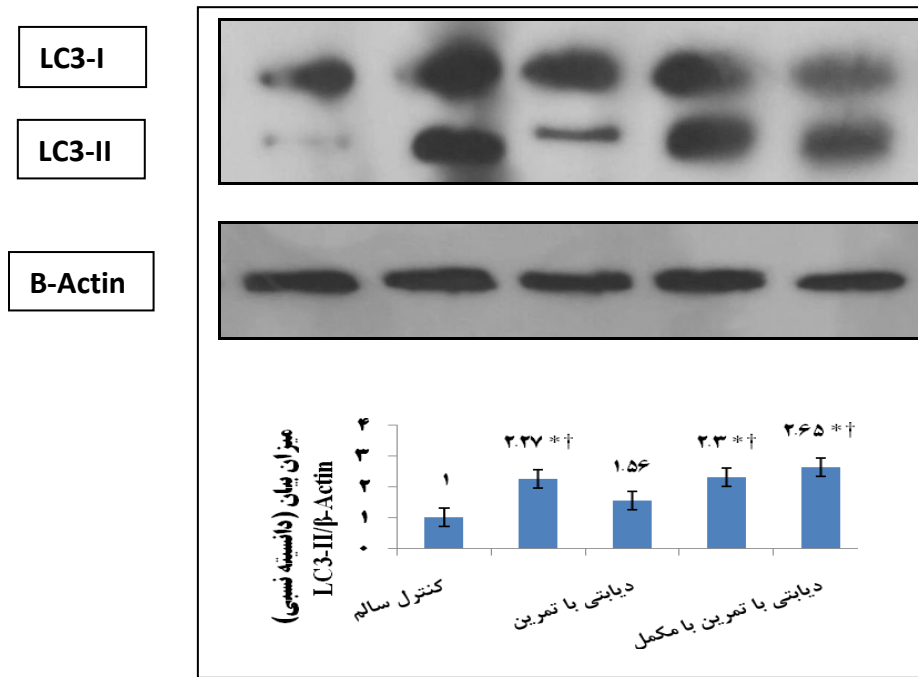 LC3-I
LC3-II
B-Actin
میزان بیان (دانسیته نسبی)
LC3-II/β-Actin
۴
۳
۲
۱
۰
۱
۲.۲۷ *†
۱.۵۶
۲.۳ *†
۲.۶۵ *†
کنترل سالم
دیابتی با تمرین
دیابتی با تمرین با مکمل